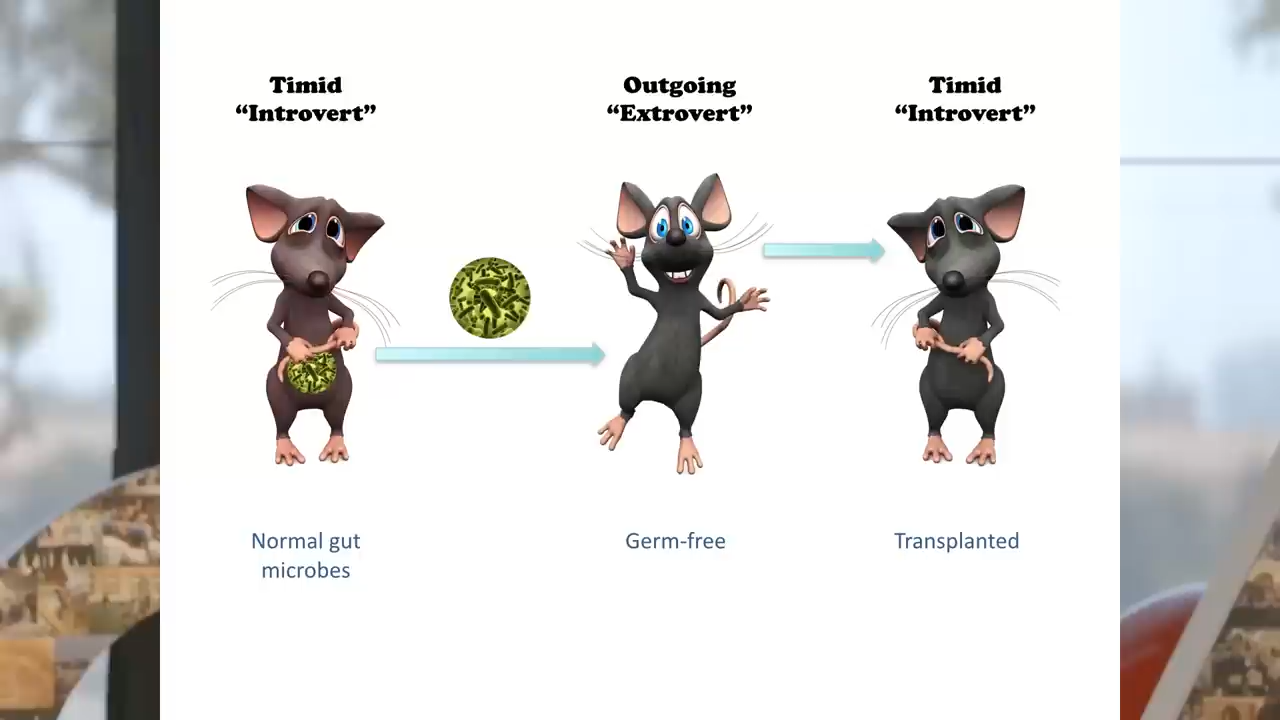 Timid
“Introvert”
Outgoing
“Extrovert”
Timid
“Introvert”
Normal gut
microbes
Germ-free
Transplanted